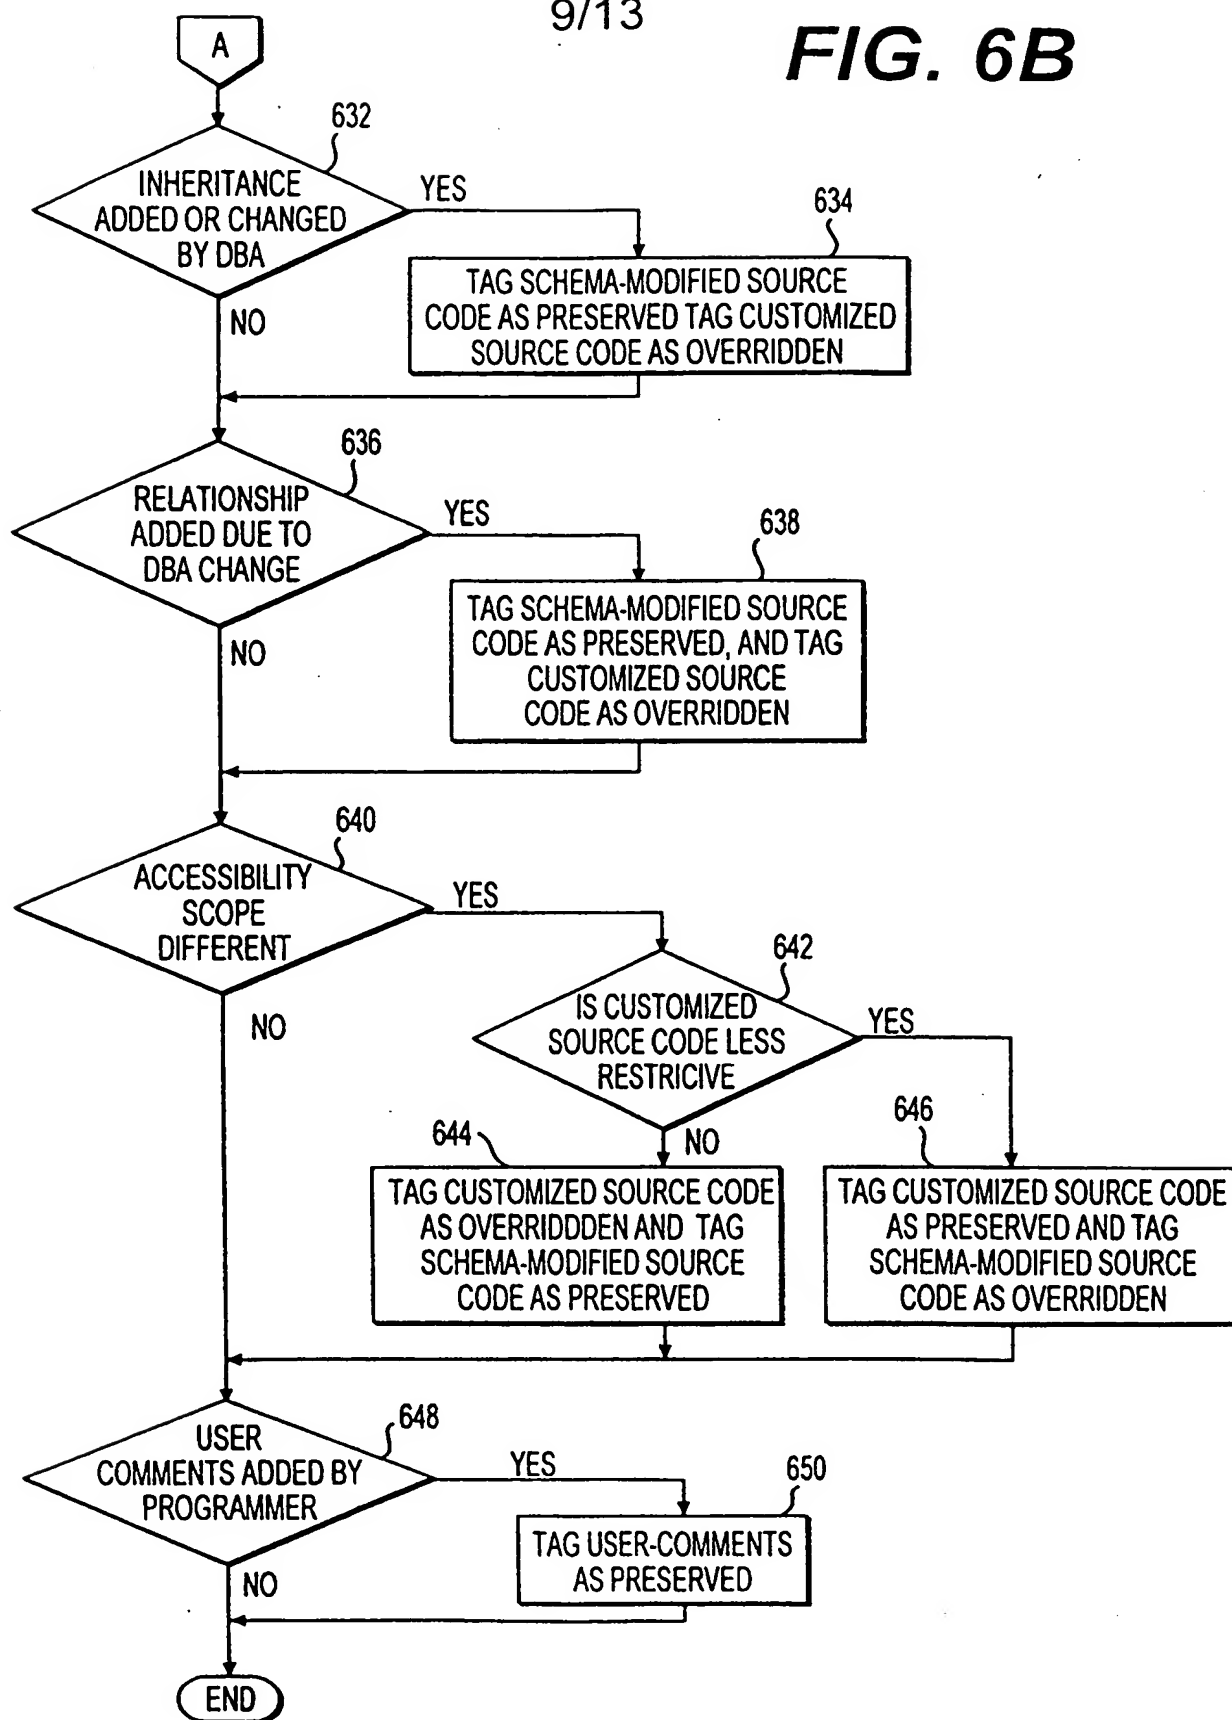 9/13
FIG. 6B
A
632
INHERITANCE
ADDED OR CHANGED
BY DBA
YES
NO
634
TAG SCHEMA-MODIFIED SOURCE
CODE AS PRESERVED TAG CUSTOMIZED
SOURCE CODE AS OVERRIDDEN
636
RELATIONSHIP
ADDED DUE TO
DBA CHANGE
YES
NO
638
TAG SCHEMA-MODIFIED SOURCE
CODE AS PRESERVED, AND TAG
CUSTOMIZED SOURCE
CODE AS OVERRIDDEN
640
ACCESSIBILITY
SCOPE
DIFFERENT
YES
NO
642
IS CUSTOMIZED
SOURCE CODE LESS
RESTRICIVE
YES
NO
644
TAG CUSTOMIZED SOURCE CODE
AS OVERRIDDDEN AND TAG
SCHEMA-MODIFIED SOURCE
CODE AS PRESERVED
646
TAG CUSTOMIZED SOURCE CODE
AS PRESERVED AND TAG
SCHEMA-MODIFIED SOURCE
CODE AS OVERRIDDEN
648
USER
COMMENTS ADDED BY
PROGRAMMER
YES
NO
650
TAG USER-COMMENTS
AS PRESERVED
END